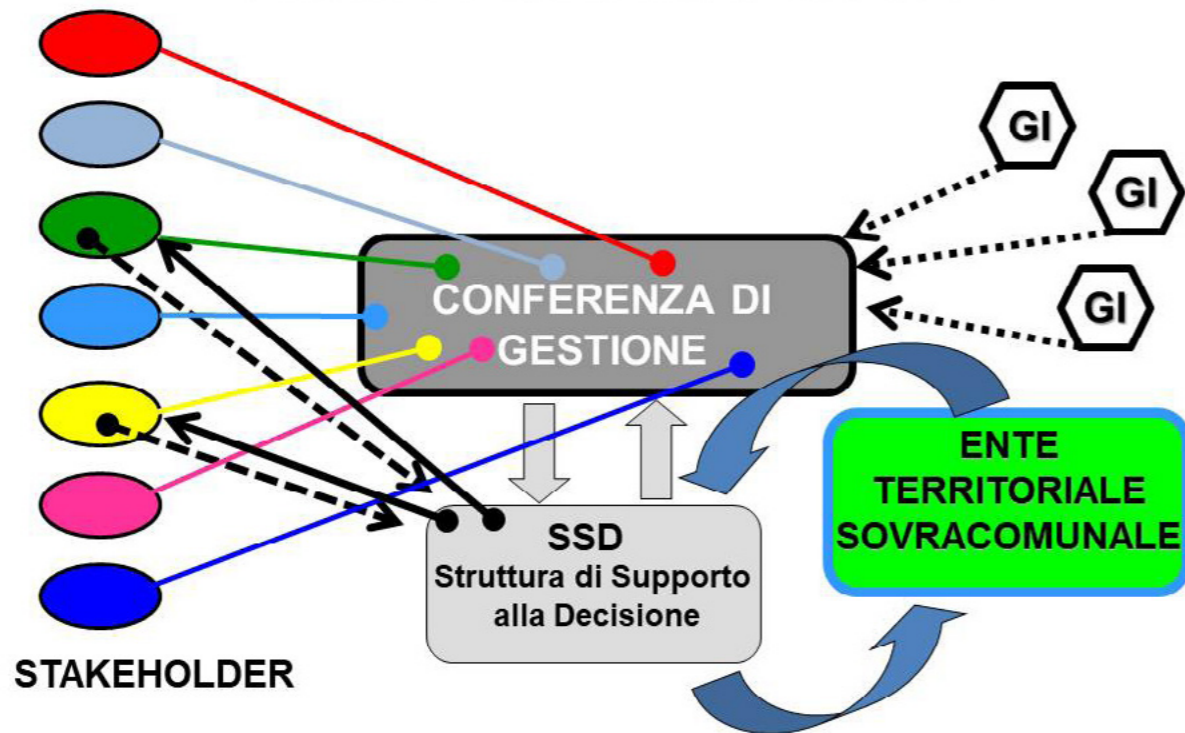 GI
GI
GI
CONFERENZA DI
GESTIONE
ENTE
TERRITORIALE
SOVRACOMUNALE
SSD
Struttura di Supporto
alla Decisione
STAKEHOLDER